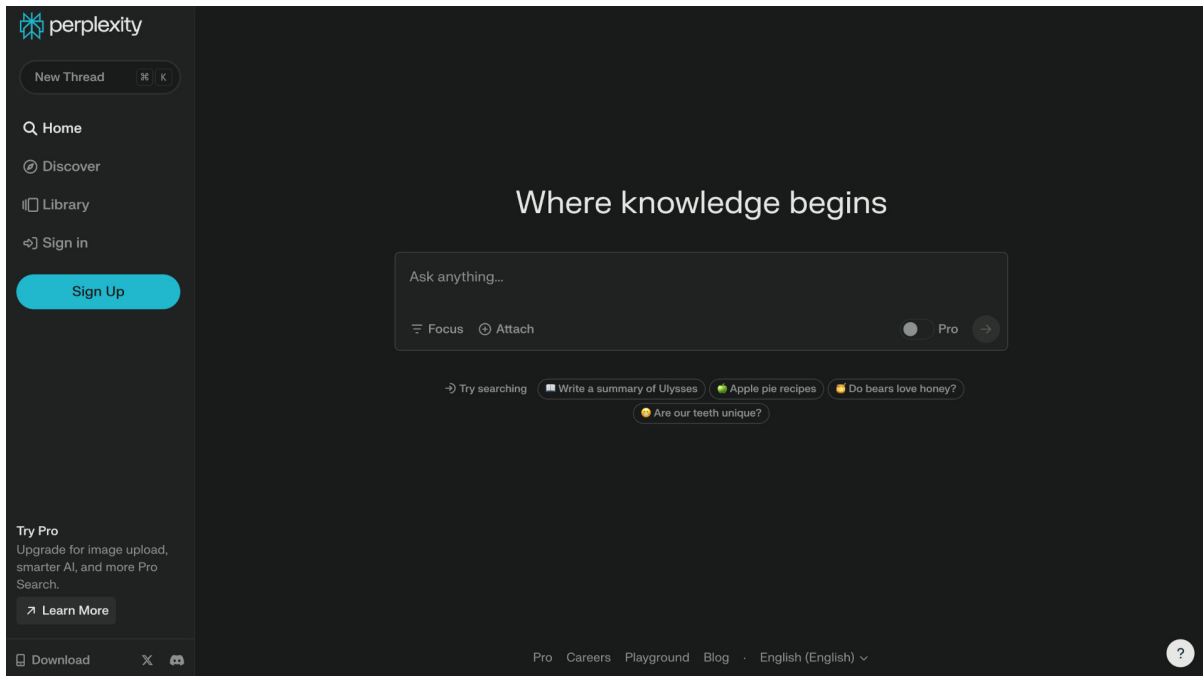 perplexity
New Thread ⌘ K
Home
Discover
Library
Sign in
Sign Up
Where knowledge begins
Ask anything...
Focus Attach Pro
Try searching Write a summary of Ulysses Apple pie recipes Do bears love honey?
Are our teeth unique?
Try Pro
Upgrade for image upload,
smarter AI, and more Pro
Search.
Learn More
Download
Pro Careers Playground Blog · English (English)
?